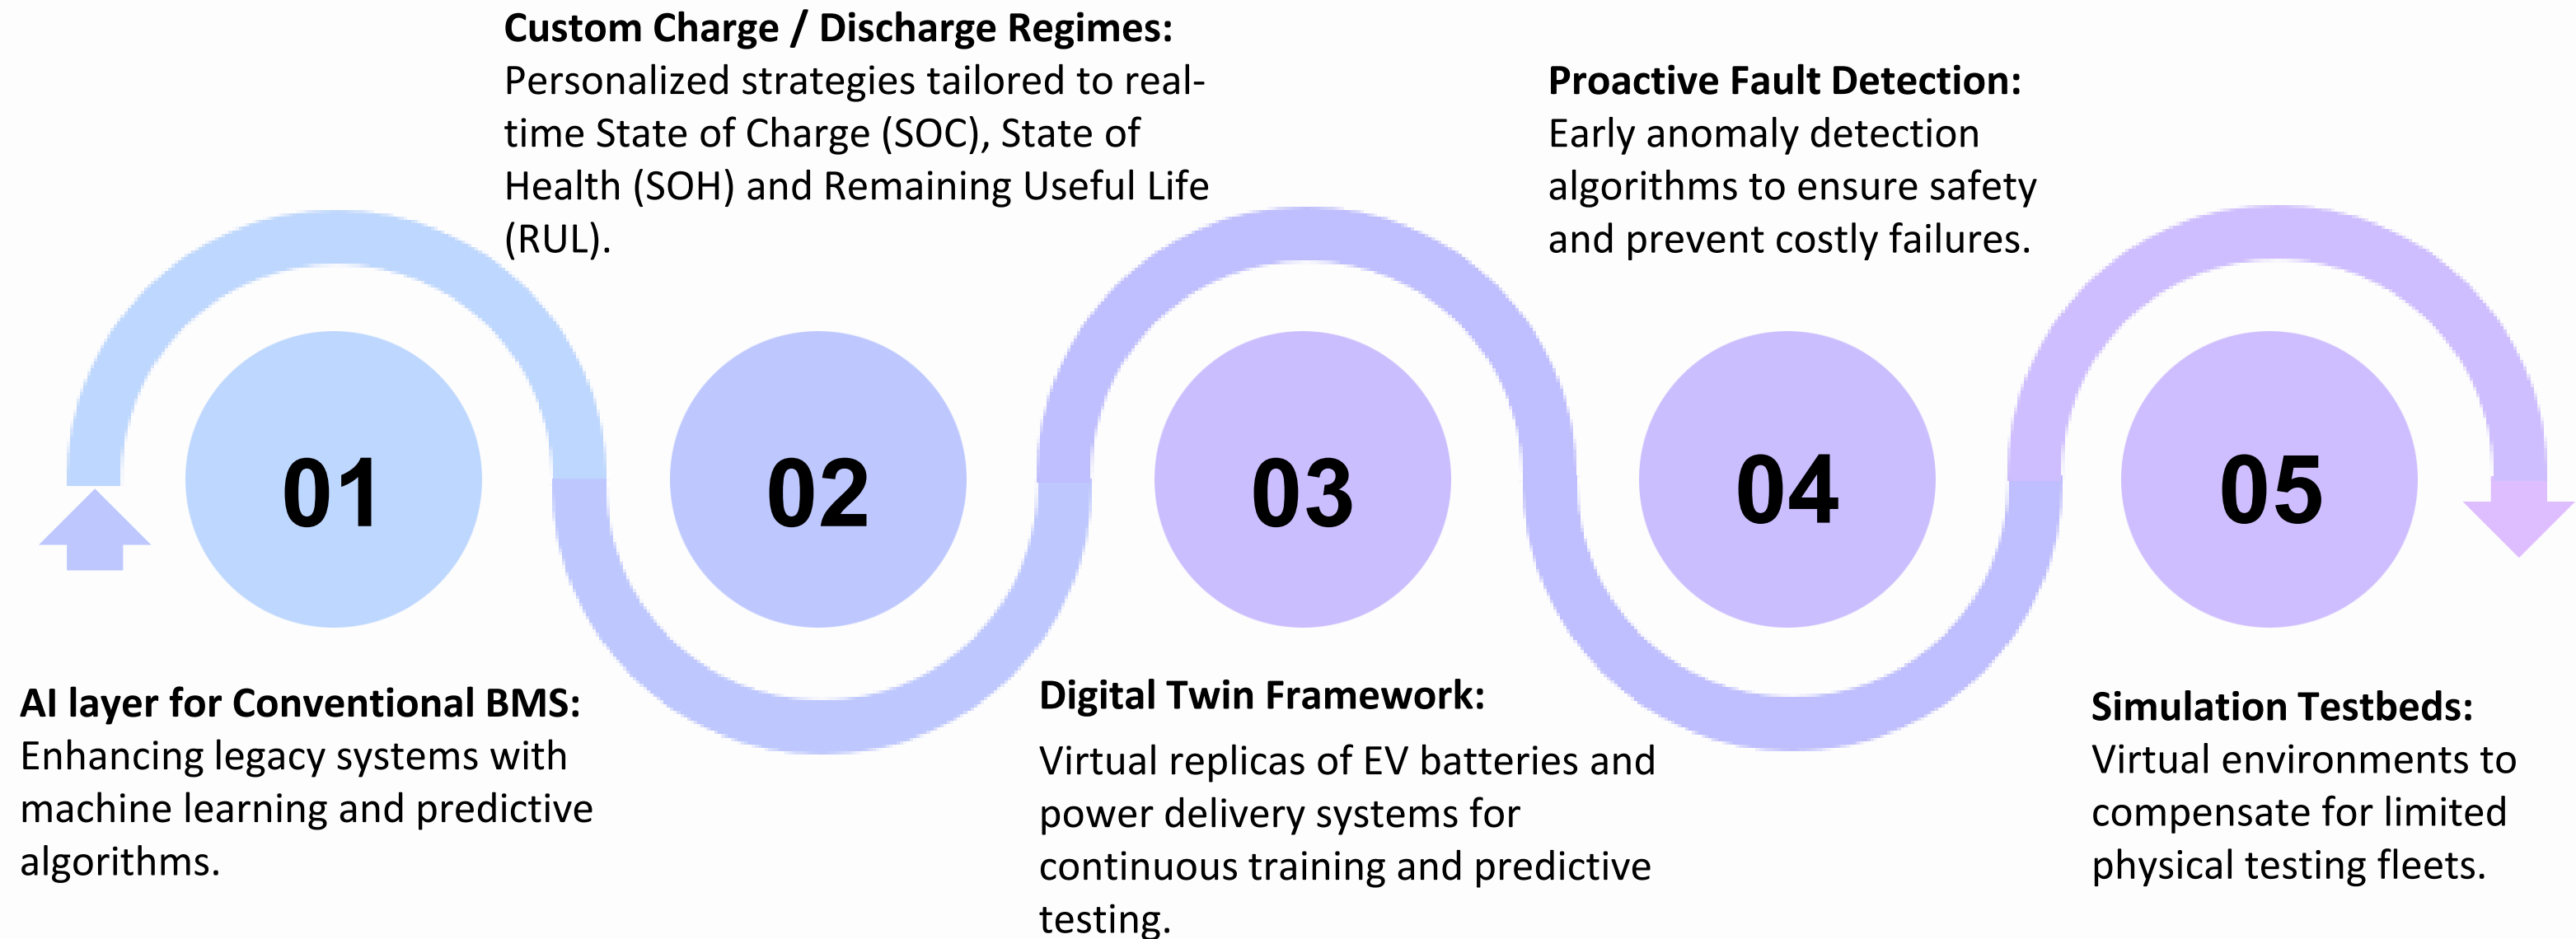 01
AI layer for Conventional BMS:
Enhancing legacy systems with
machine learning and predictive
algorithms.
02
Custom Charge / Discharge Regimes:
Personalized strategies tailored to real-
time State of Charge (SOC), State of
Health (SOH) and Remaining Useful Life
(RUL).
03
Digital Twin Framework:
Virtual replicas of EV batteries and
power delivery systems for
continuous training and predictive
testing.
04
Proactive Fault Detection:
Early anomaly detection
algorithms to ensure safety
and prevent costly failures.
05
Simulation Testbeds:
Virtual environments to
compensate for limited
physical testing fleets.